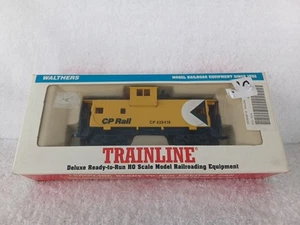 WALTHERS
MODEL RAILROAD EQUIPMENT SINCE 1932
CP Rail
TRAINLINE
Deluxe Ready-to-Run HO Scale Model Railroading Equipment